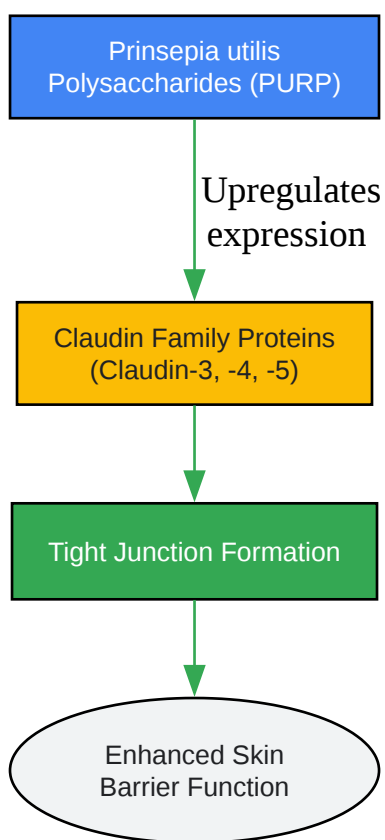 Prinsepia utilis
Polysaccharides (PURP)
Upregulates
expression
Claudin Family Proteins
(Claudin-3, -4, -5)
Tight Junction Formation
Enhanced Skin
Barrier Function